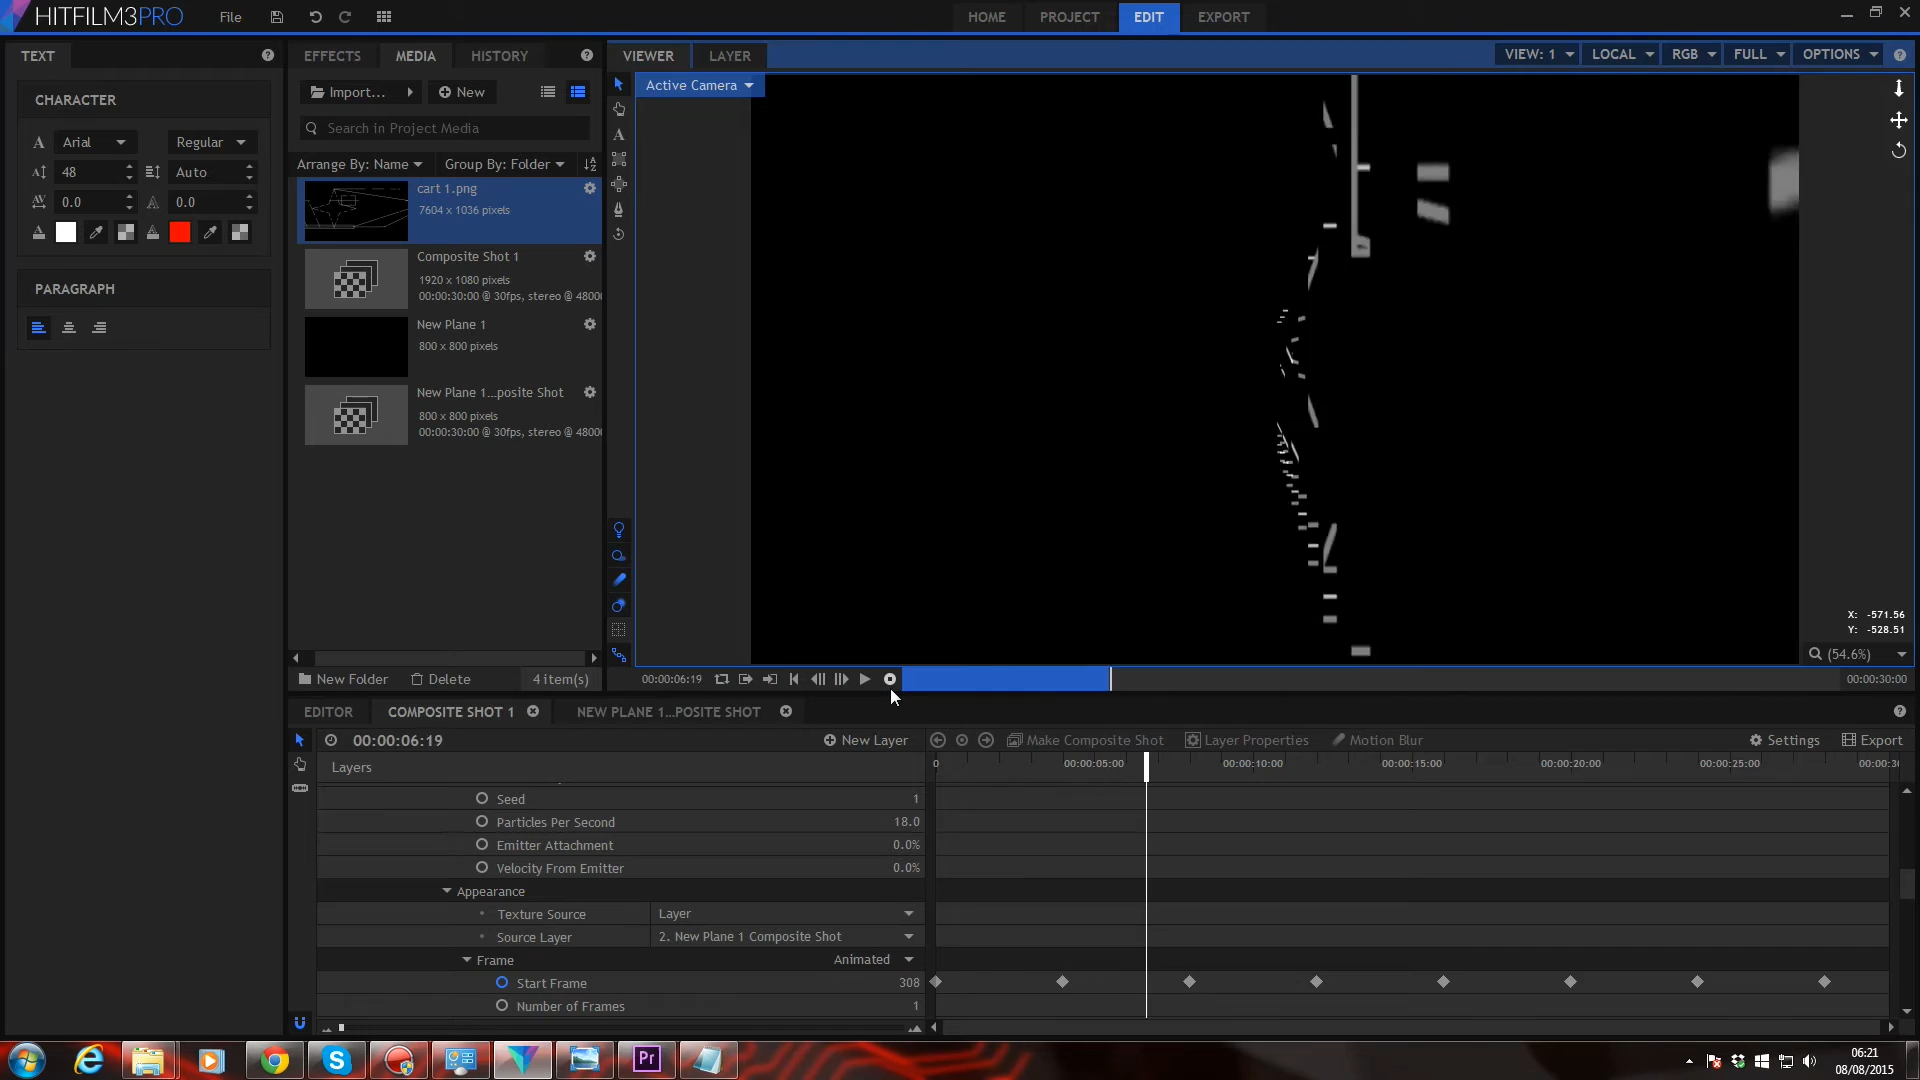 HITFILM3PRO
File
HOME
PROJECT
EDIT
EXPORT
TEXT
EFFECTS
MEDIA
HISTORY
VIEWER
LAYER
VIEW: 1
LOCAL
RGB
FULL
OPTIONS
CHARACTER
Arial
Regular
48
Auto
0.0
0.0
PARAGRAPH
Import...
New
Search in Project Media
Arrange By: Name
Group By: Folder
cart 1.png
7604 x 1036 pixels
Composite Shot 1
1920 x 1080 pixels
00:00:30:00 @ 30fps, stereo @ 4800
New Plane 1
800 x 800 pixels
New Plane 1...posite Shot
800 x 800 pixels
00:00:30:00 @ 30fps, stereo @ 4800
New Folder
Delete
4 item(s)
Active Camera
X: -571.56
Y: -528.51
(54.6%)
00:00:06:19
00:00:30:00
EDITOR
COMPOSITE SHOT 1
NEW PLANE 1...POSITE SHOT
00:00:06:19
New Layer
Make Composite Shot
Layer Properties
Motion Blur
Settings
Export
Layers
0
00:00:05:00
00:00:10:00
00:00:15:00
00:00:20:00
00:00:25:00
00:00:30
Seed
1
Particles Per Second
18.0
Emitter Attachment
0.0%
Velocity From Emitter
0.0%
Appearance
Texture Source
Layer
Source Layer
2. New Plane 1 Composite Shot
Frame
Animated
Start Frame
308
Number of Frames
1
Pr
06:21
08/08/2015